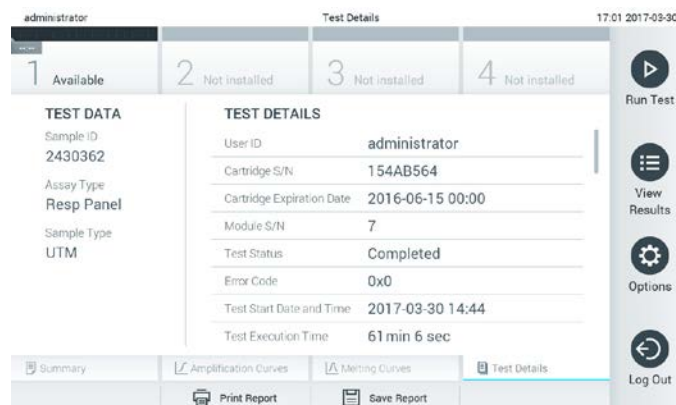 administrator Test Details 17:01 2017-03-30
--:--
1 Available 2 Not installed 3 Not installed 4 Not installed
Run Test
TEST DATA TEST DETAILS
Sample ID
2430362
Assay Type
Resp Panel
Sample Type
UTM
User ID administrator
Cartridge S/N 154AB564
Cartridge Expiration Date 2016-06-15 00:00
Module S/N 7
Test Status Completed
Error Code 0x0
Test Start Date and Time 2017-03-30 14:44
Test Execution Time 61 min 6 sec
View
Results
Options
Log Out
Summary Amplification Curves Melting Curves Test Details
Print Report Save Report